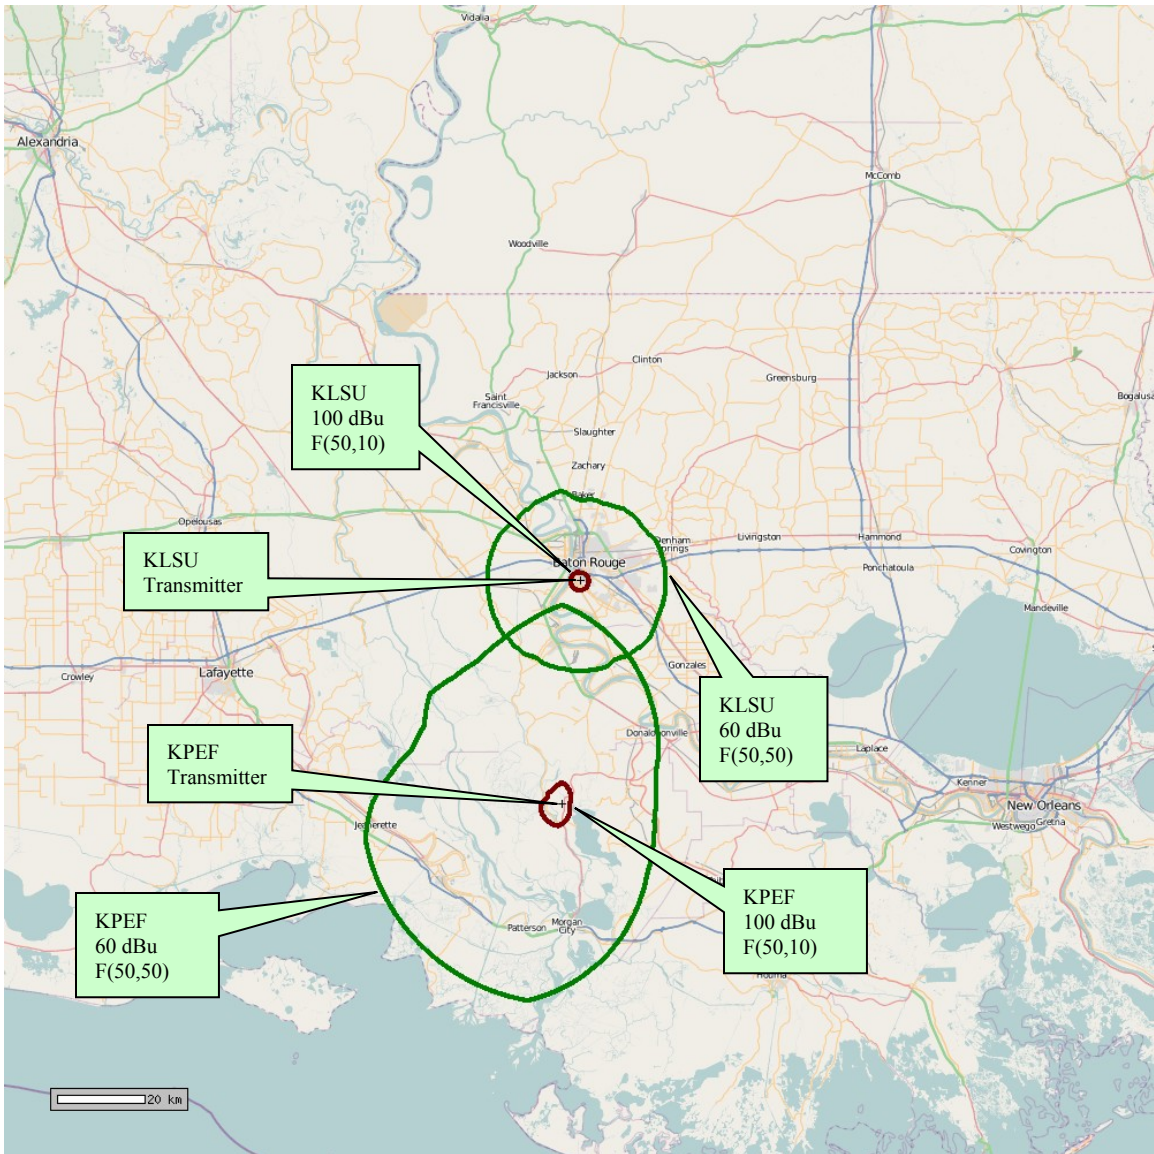 Vidalia
Alexandria
McComb
Woodville
Clinton
Jackson
Greensburg
Saint
Francisville
Bogalusa
KLSU
100 dBu
F(50,10)
Slaughter
Zachary
Baker
Opelousas
Denham
Springs
Livingston
Hammond
Covington
KLSU
Transmitter
Baton Rouge
Ponchatoula
Mandeville
Lafayette
Crowley
Gonzales
KLSU
60 dBu
F(50,50)
KPEF
Transmitter
Donaldsonville
Laplace
Kenner
New Orleans
Westwego
Gretna
Jeanerette
KPEF
60 dBu
F(50,50)
KPEF
100 dBu
F(50,10)
Patterson
Morgan
City
Houma
20 km